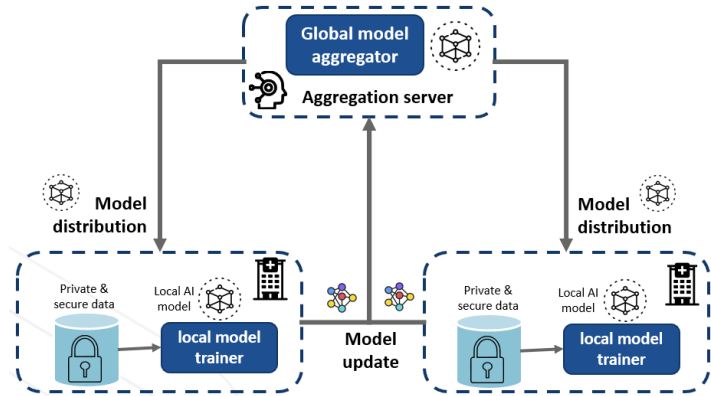 Global model
aggregator
Aggregation server
Model
distribution
Model
distribution
Private &
secure data
Local AI
model
local model
trainer
Model
update
Private &
secure data
Local AI
model
local model
trainer